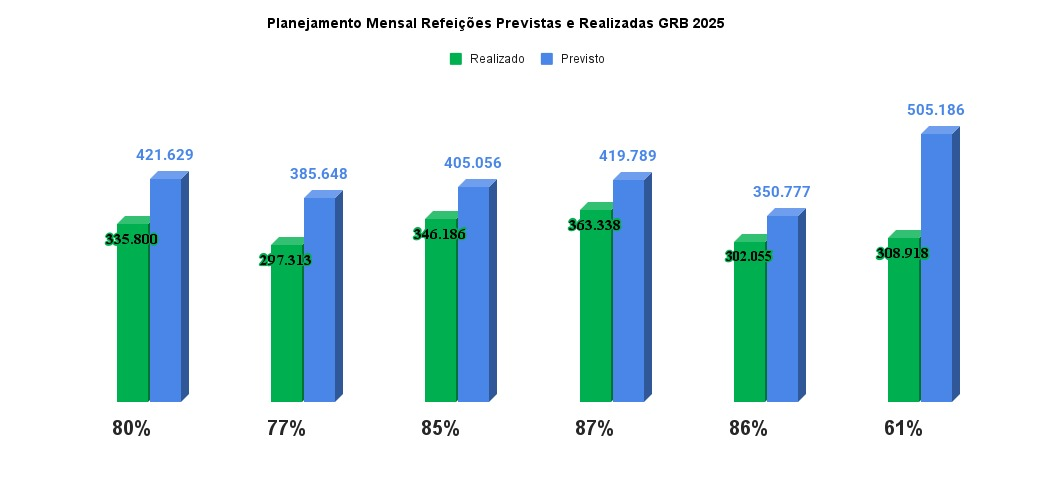 Planejamento Mensal Refeições Previstas e Realizadas GRB 2025
Realizado Previsto
421.629 385.648 405.056 419.789 350.777 505.186
335.800 297.313 346.186 363.338 302.055 308.918
80% 77% 85% 87% 86% 61%